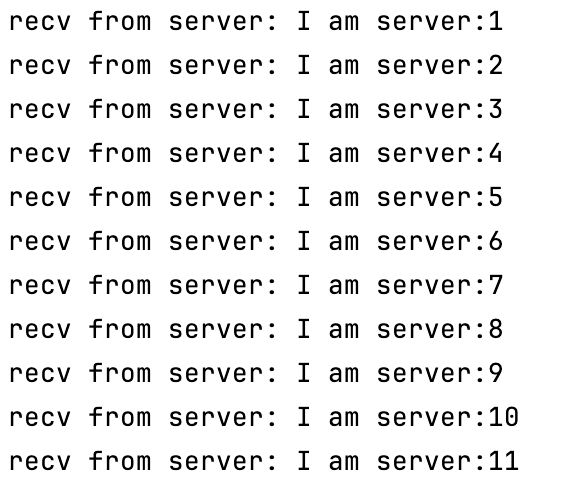 recv from server: I am server:1
recv from server: I am server:2
recv from server: I am server:3
recv from server: I am server:4
recv from server: I am server:5
recv from server: I am server:6
recv from server: I am server:7
recv from server: I am server:8
recv from server: I am server:9
recv from server: I am server:10
recv from server: I am server:11